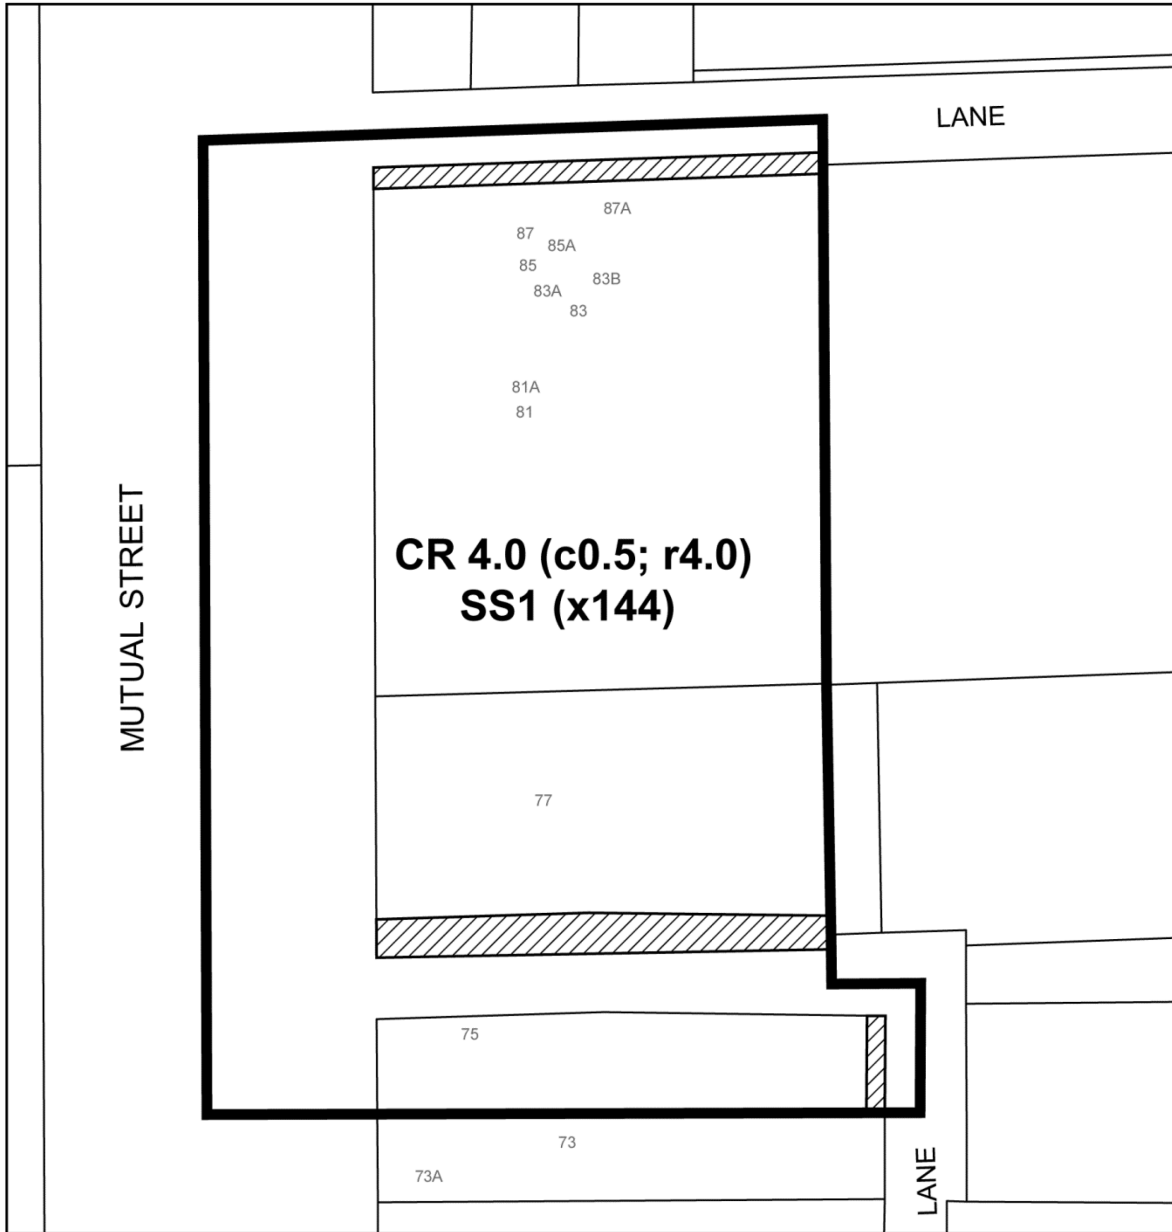 LANE
87A
87
85A
85
83B
83A
83
81A
81
MUTUAL STREET
CR 4.0 (c0.5; r4.0)
SS1 (x144)
77
75
73
73A
LANE